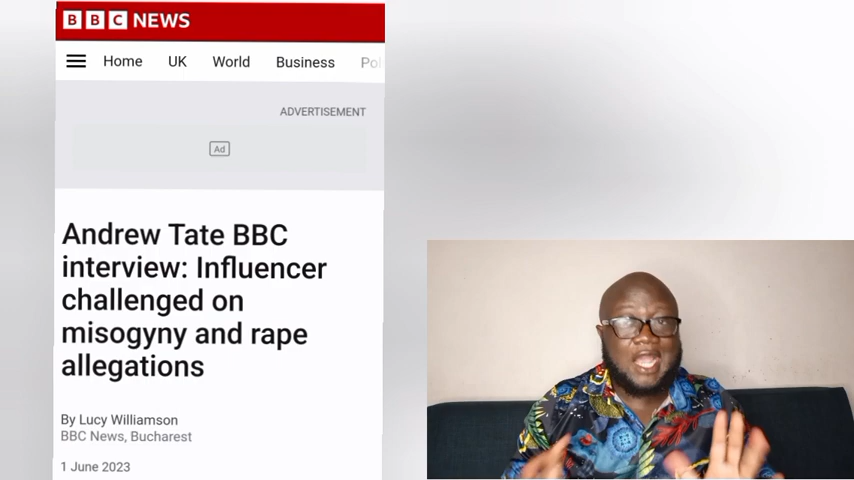 BBC NEWS
Home UK World Business Pol
ADVERTISEMENT
Ad
Andrew Tate BBC
interview: Influencer
challenged on
misogyny and rape
allegations
By Lucy Williamson
BBC News, Bucharest
1 June 2023